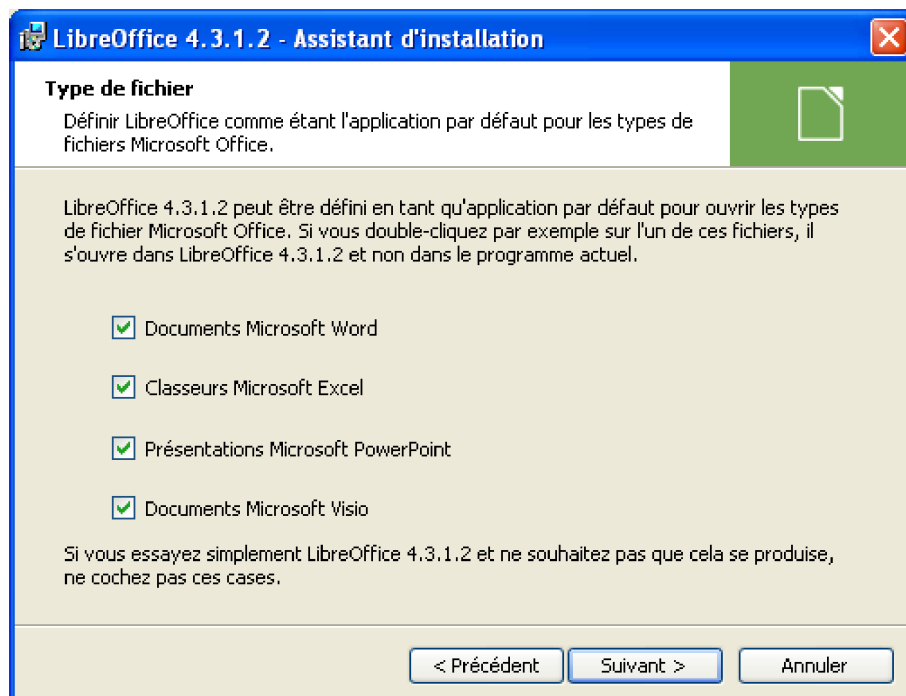 LibreOffice 4.3.1.2 - Assistant d'installation
Type de fichier
Définir LibreOffice comme étant l'application par défaut pour les types de
fichiers Microsoft Office.
LibreOffice 4.3.1.2 peut être défini en tant qu'application par défaut pour ouvrir les types
de fichier Microsoft Office. Si vous double-cliquez par exemple sur l'un de ces fichiers, il
s'ouvre dans LibreOffice 4.3.1.2 et non dans le programme actuel.
Documents Microsoft Word
Classeurs Microsoft Excel
Présentations Microsoft PowerPoint
Documents Microsoft Visio
Si vous essayez simplement LibreOffice 4.3.1.2 et ne souhaitez pas que cela se produise,
ne cochez pas ces cases.
< Précédent Suivant > Annuler